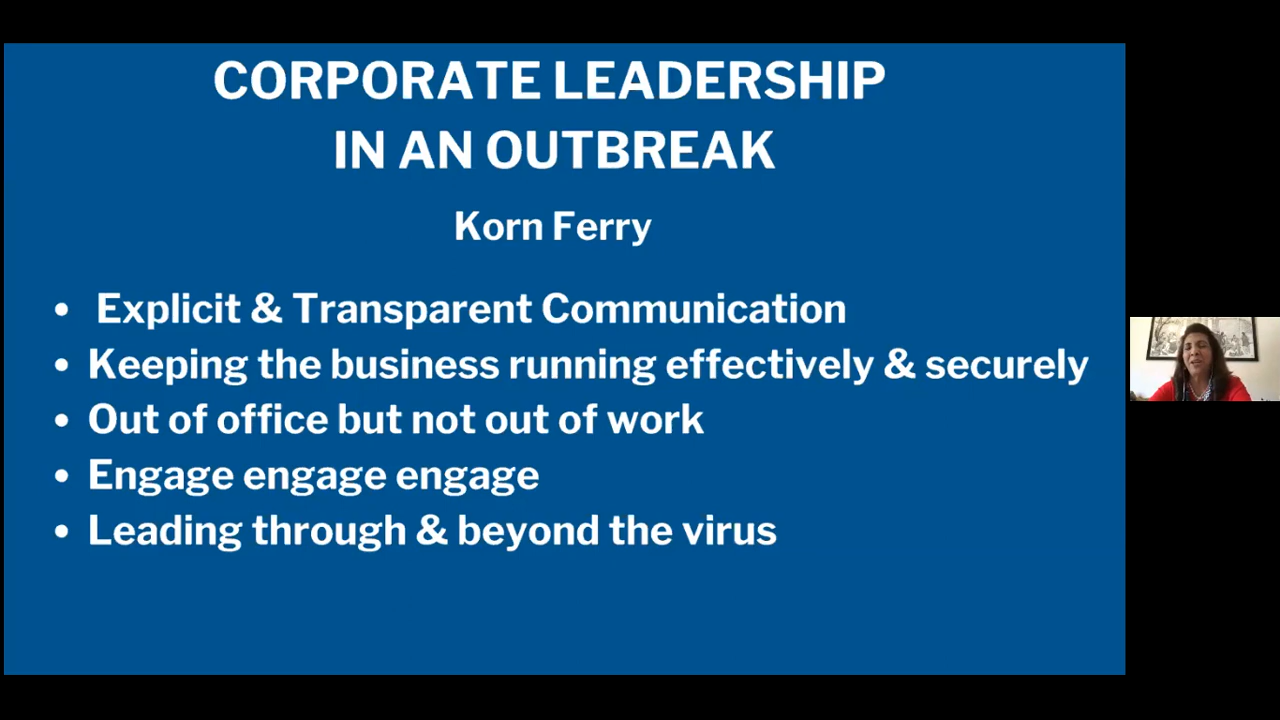 CORPORATE LEADERSHIP
IN AN OUTBREAK
Korn Ferry
• Explicit & Transparent Communication
• Keeping the business running effectively & securely
• Out of office but not out of work
• Engage engage engage
• Leading through & beyond the virus